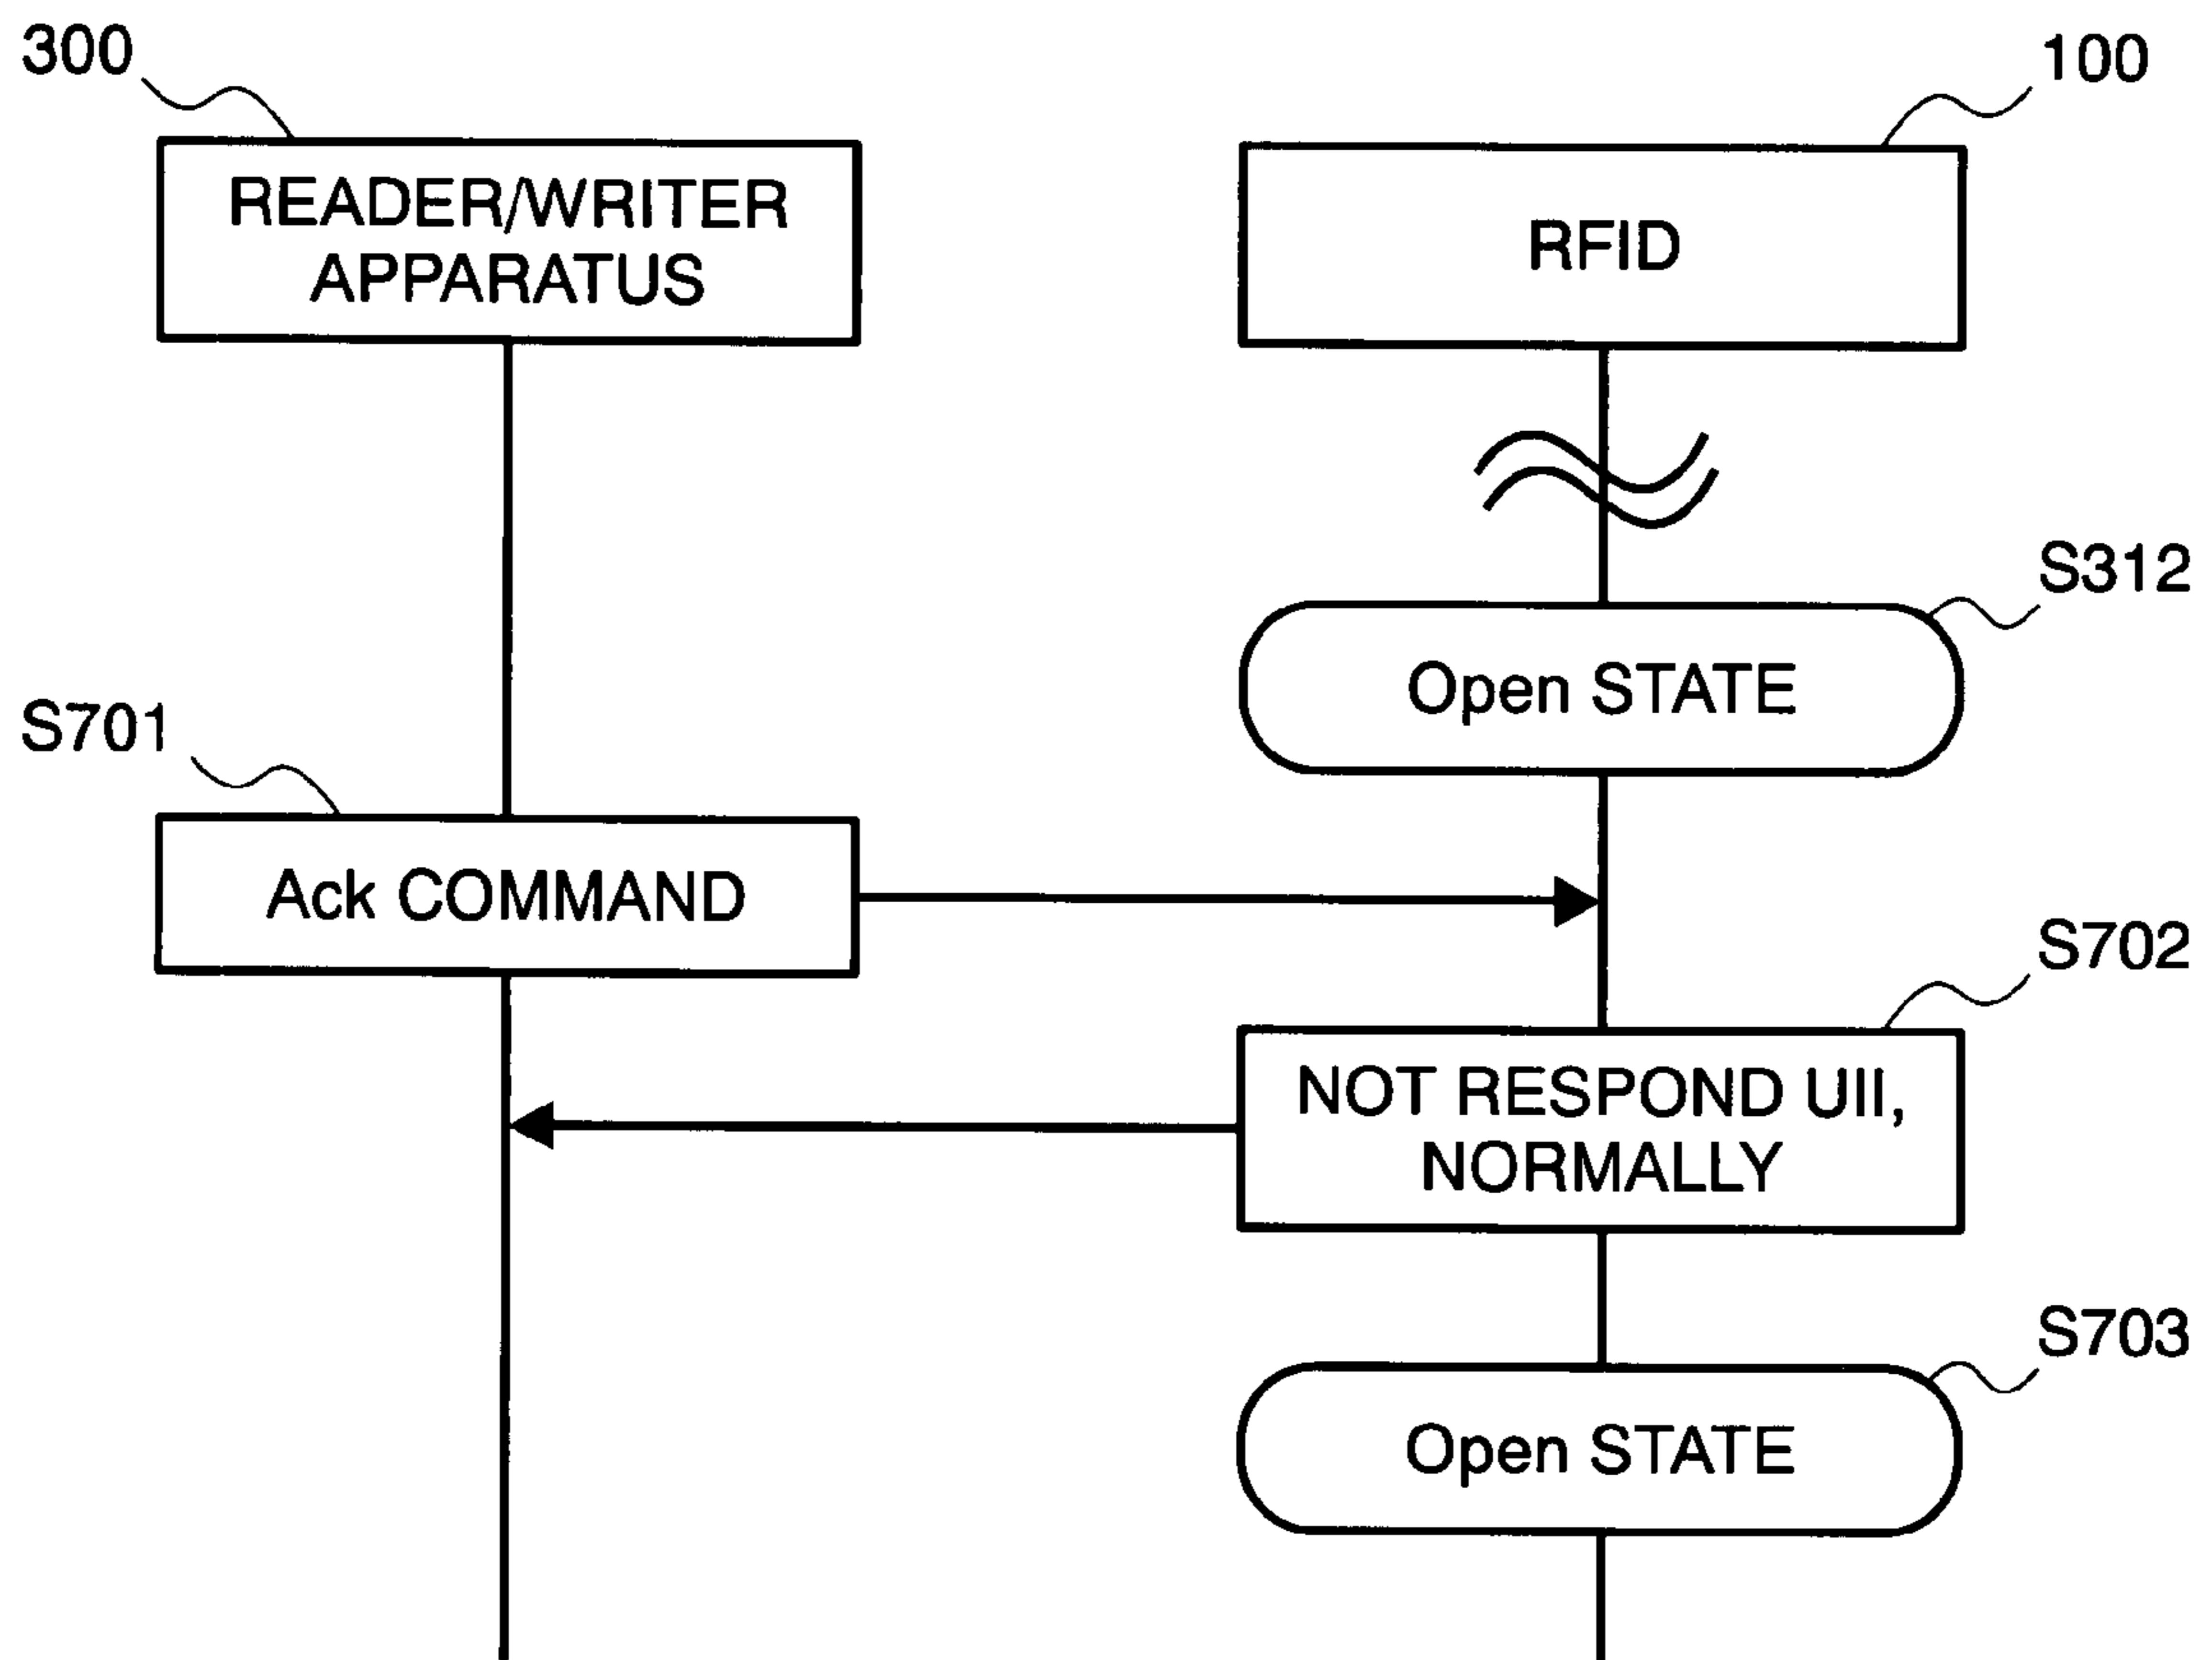 300
100
READER/WRITER
APPARATUS
RFID
S312
Open STATE
S701
Ack COMMAND
S702
NOT RESPOND UII,
NORMALLY
S703
Open STATE